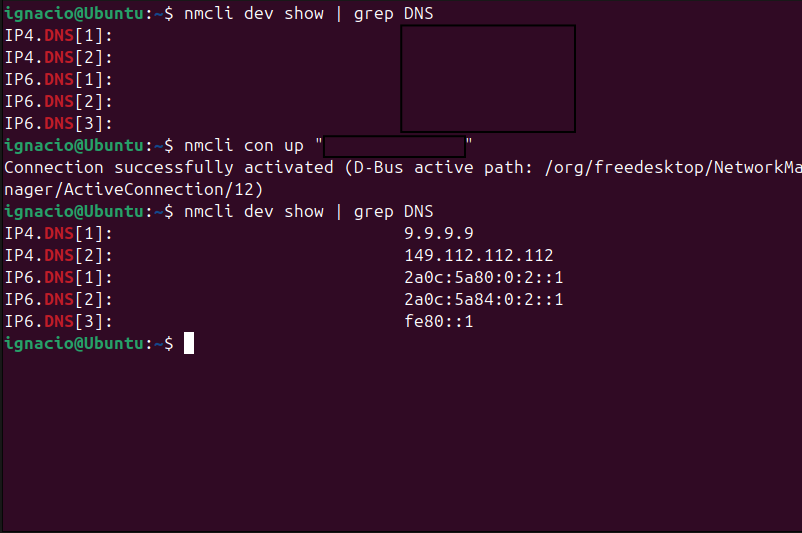 ignacio@Ubuntu:~$ nmcli dev show | grep DNS
IP4.DNS[1]:
IP4.DNS[2]:
IP6.DNS[1]:
IP6.DNS[2]:
IP6.DNS[3]:
ignacio@Ubuntu:~$ nmcli con up " "
Connection successfully activated (D-Bus active path: /org/freedesktop/NetworkMa
nager/ActiveConnection/12)
ignacio@Ubuntu:~$ nmcli dev show | grep DNS
IP4.DNS[1]: 9.9.9.9
IP4.DNS[2]: 149.112.112.112
IP6.DNS[1]: 2a0c:5a80:0:2::1
IP6.DNS[2]: 2a0c:5a84:0:2::1
IP6.DNS[3]: fe80::1
ignacio@Ubuntu:~$